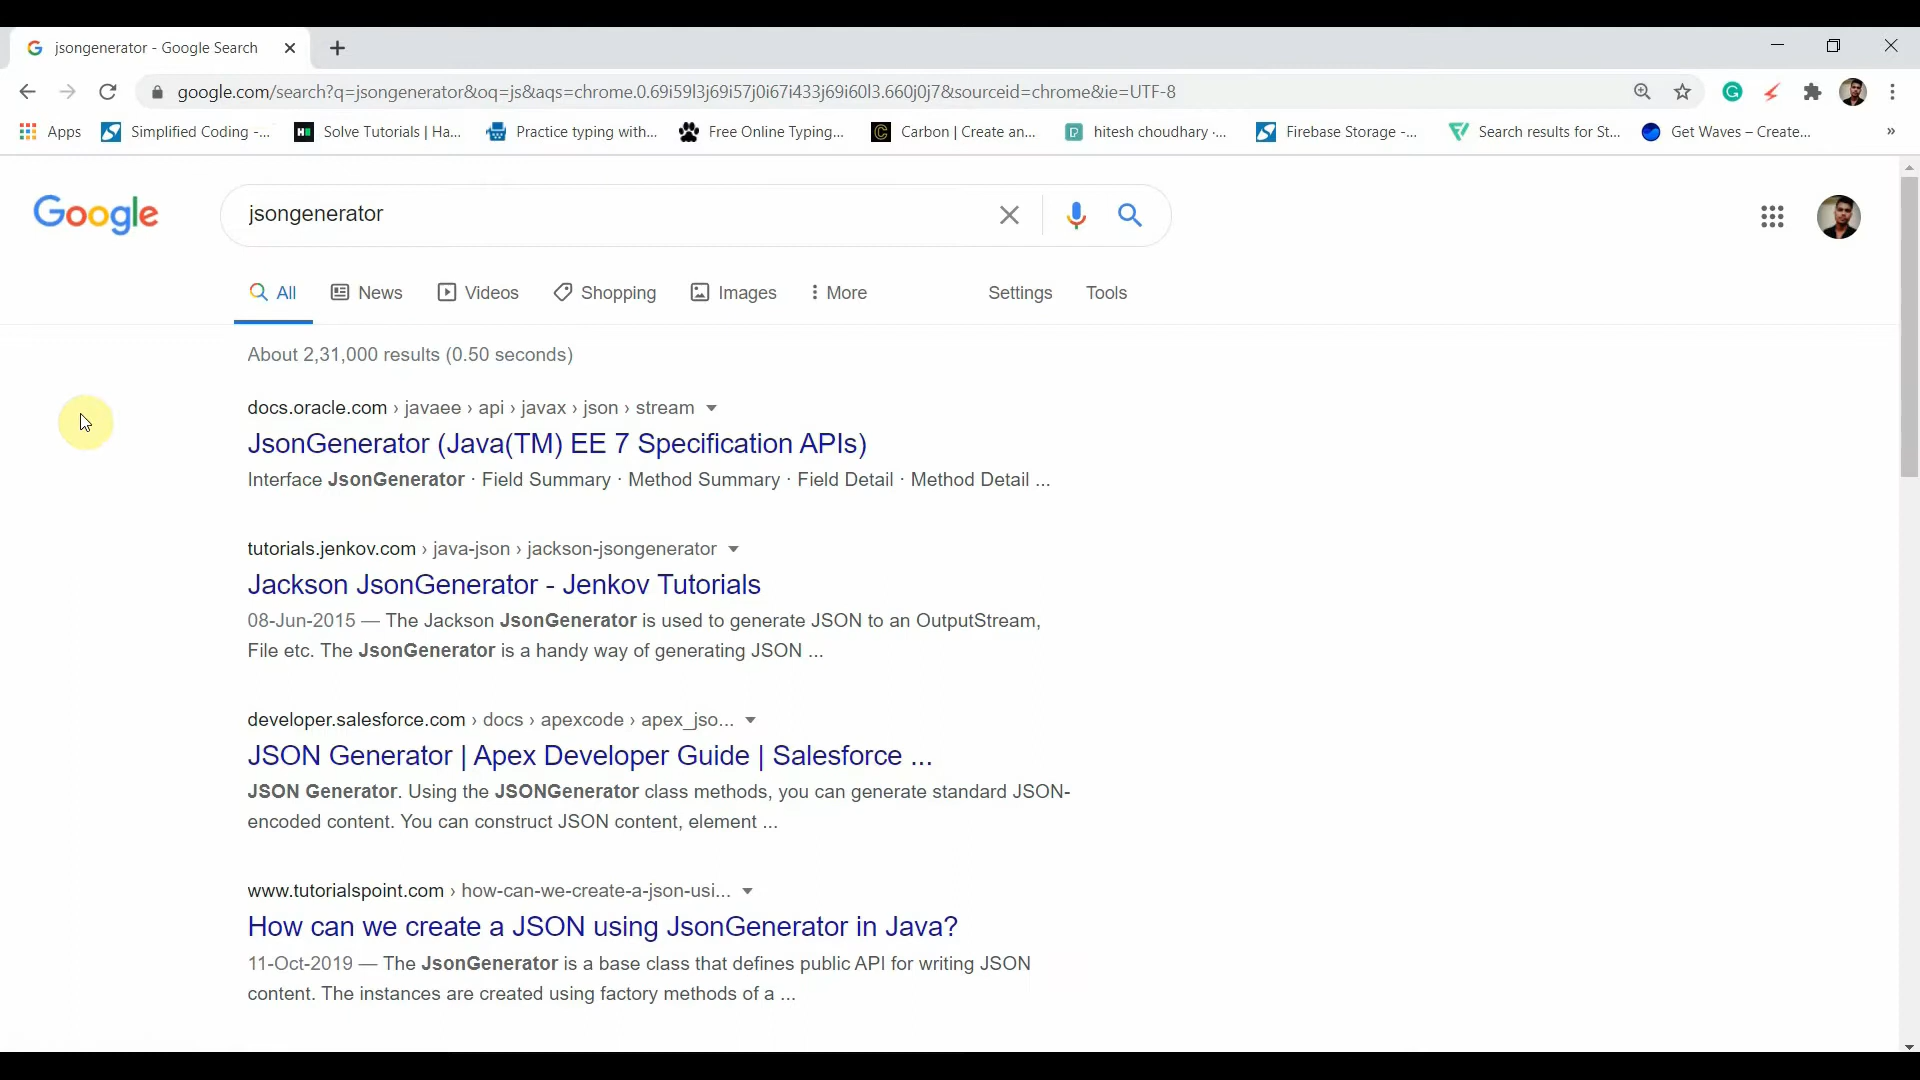 jsongenerator - Google Search
google.com/search?q=jsongenerator&oq=js&aqs=chrome.0.69i59l3j69i57j0i67i433j69i60l3.660j0j7&sourceid=chrome&ie=UTF-8
Apps Simplified Coding -... Solve Tutorials | Ha... Practice typing with... Free Online Typing... Carbon | Create an... hitesh choudhary -... Firebase Storage -... Search results for St... Get Waves – Create... »
Google jsongenerator
All News Videos Shopping Images More Settings Tools
About 2,31,000 results (0.50 seconds)
docs.oracle.com › javaee › api › javax › json › stream
JsonGenerator (Java(TM) EE 7 Specification APIs)
Interface JsonGenerator · Field Summary · Method Summary · Field Detail · Method Detail ...
tutorials.jenkov.com › java-json › jackson-jsongenerator
Jackson JsonGenerator - Jenkov Tutorials
08-Jun-2015 — The Jackson JsonGenerator is used to generate JSON to an OutputStream,
File etc. The JsonGenerator is a handy way of generating JSON ...
developer.salesforce.com › docs › apexcode › apex_jso...
JSON Generator | Apex Developer Guide | Salesforce ...
JSON Generator. Using the JSONGenerator class methods, you can generate standard JSON-
encoded content. You can construct JSON content, element ...
www.tutorialspoint.com › how-can-we-create-a-json-usi...
How can we create a JSON using JsonGenerator in Java?
11-Oct-2019 — The JsonGenerator is a base class that defines public API for writing JSON
content. The instances are created using factory methods of a ...